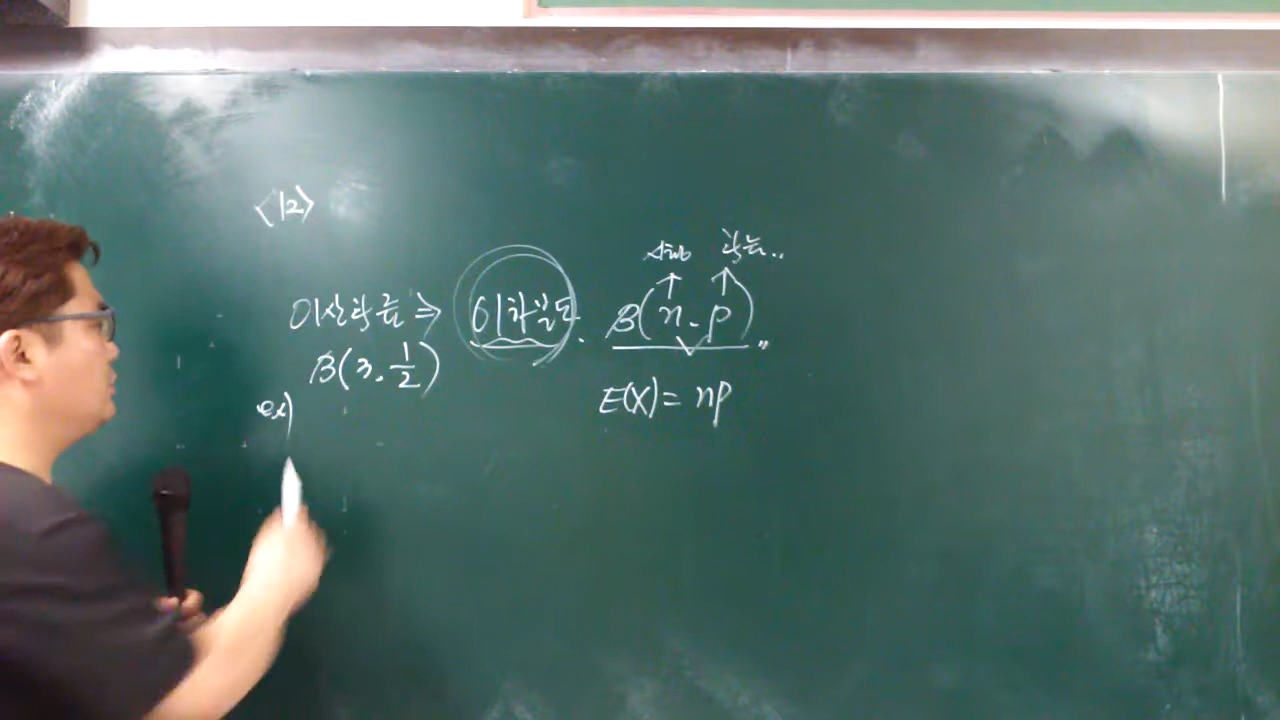 <12>
시행 확률..
이산확률 ⇒ 이항분포. B(n, p) 〃
B(3, 1/2)
E(X) = np
ex)